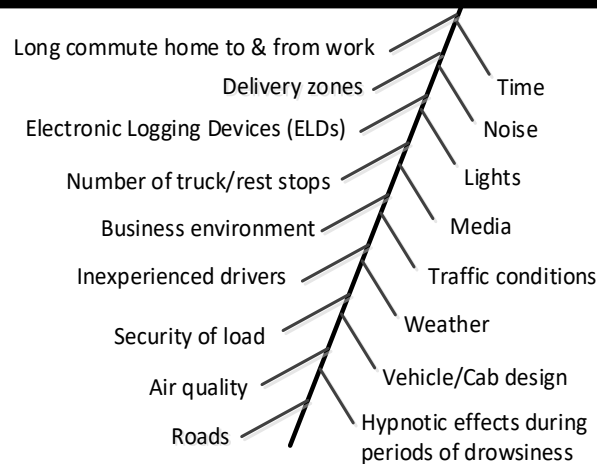 Long commute home to & from work
Delivery zones
Electronic Logging Devices (ELDs)
Number of truck/rest stops
Business environment
Inexperienced drivers
Security of load
Air quality
Roads
Time
Noise
Lights
Media
Traffic conditions
Weather
Vehicle/Cab design
Hypnotic effects during
periods of drowsiness